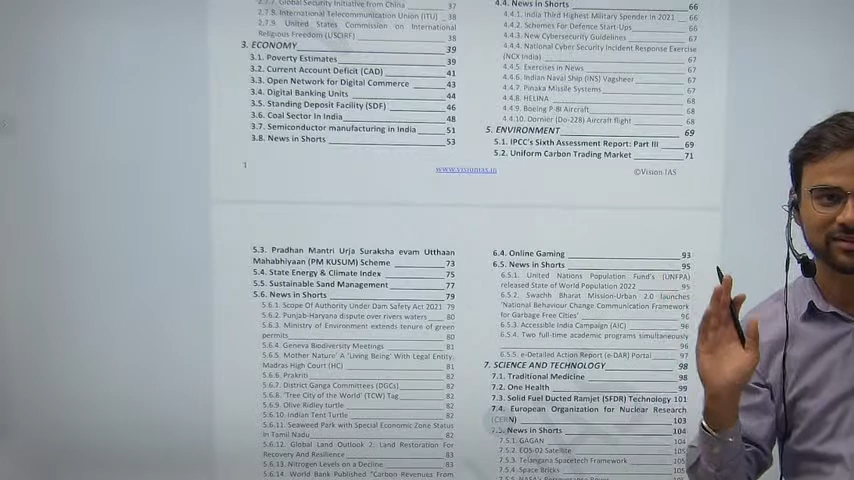 2.7.7. Global Security Initiative from China 37
2.7.8. International Telecommunication Union (ITU) 38
2.7.9. United States Commission on International
Religious Freedom (USCIRF) 38
3. ECONOMY 39
3.1. Poverty Estimates 39
3.2. Current Account Deficit (CAD) 41
3.3. Open Network for Digital Commerce 43
3.4. Digital Banking Units 44
3.5. Standing Deposit Facility (SDF) 46
3.6. Coal Sector In India 48
3.7. Semiconductor manufacturing in India 51
3.8. News in Shorts 53
4.4. News in Shorts 66
4.4.1. India Third Highest Military Spender In 2021 66
4.4.2. Schemes For Defence Start-Ups 66
4.4.3. New Cybersecurity Guidelines 67
4.4.4. National Cyber Security Incident Response Exercise
(NCX India) 67
4.4.5. Exercises in News 67
4.4.6. Indian Naval Ship (INS) Vagsheer 67
4.4.7. Pinaka Missile Systems 67
4.4.8. HELINA 68
4.4.9. Boeing P-8I Aircraft 68
4.4.10. Dornier (Do-228) Aircraft flight 68
5. ENVIRONMENT 69
5.1. IPCC's Sixth Assessment Report: Part III 69
5.2. Uniform Carbon Trading Market 71
1
www.visionias.in
©Vision IAS
5.3. Pradhan Mantri Urja Suraksha evam Utthaan
Mahabhiyaan (PM KUSUM) Scheme 73
5.4. State Energy & Climate Index 75
5.5. Sustainable Sand Management 77
5.6. News in Shorts 79
5.6.1. Scope Of Authority Under Dam Safety Act 2021 79
5.6.2. Punjab-Haryana dispute over rivers waters 80
5.6.3. Ministry of Environment extends tenure of green
permits 80
5.6.4. Geneva Biodiversity Meetings 81
5.6.5. Mother Nature' A 'Living Being' With Legal Entity:
Madras High Court (HC) 81
5.6.6. Prakriti 82
5.6.7. District Ganga Committees (DGCs) 82
5.6.8. 'Tree City of the World' (TCW) Tag 82
5.6.9. Olive Ridley turtle 82
5.6.10. Indian Tent Turtle 82
5.6.11. Seaweed Park with Special Economic Zone Status
in Tamil Nadu 82
5.6.12. Global Land Outlook 2: Land Restoration For
Recovery And Resilience 83
5.6.13. Nitrogen Levels on a Decline 83
5.6.14. World Bank Published "Carbon Revenues From
6.4. Online Gaming 93
6.5. News in Shorts 95
6.5.1. United Nations Population Fund's (UNFPA)
released State of World Population 2022 95
6.5.2. Swachh Bharat Mission-Urban 2.0 launches
'National Behaviour Change Communication Framework
for Garbage Free Cities' 96
6.5.3. Accessible India Campaign (AIC) 96
6.5.4. Two full-time academic programs simultaneously
96
6.5.5. e-Detailed Action Report (e-DAR) Portal 97
7. SCIENCE AND TECHNOLOGY 98
7.1. Traditional Medicine 98
7.2. One Health 99
7.3. Solid Fuel Ducted Ramjet (SFDR) Technology 101
7.4. European Organization for Nuclear Research
(CERN) 103
7.5. News in Shorts 104
7.5.1. GAGAN 104
7.5.2. EOS-02 Satellite 105
7.5.3. Telangana Spacetech Framework 105
7.5.4. Space Bricks 105